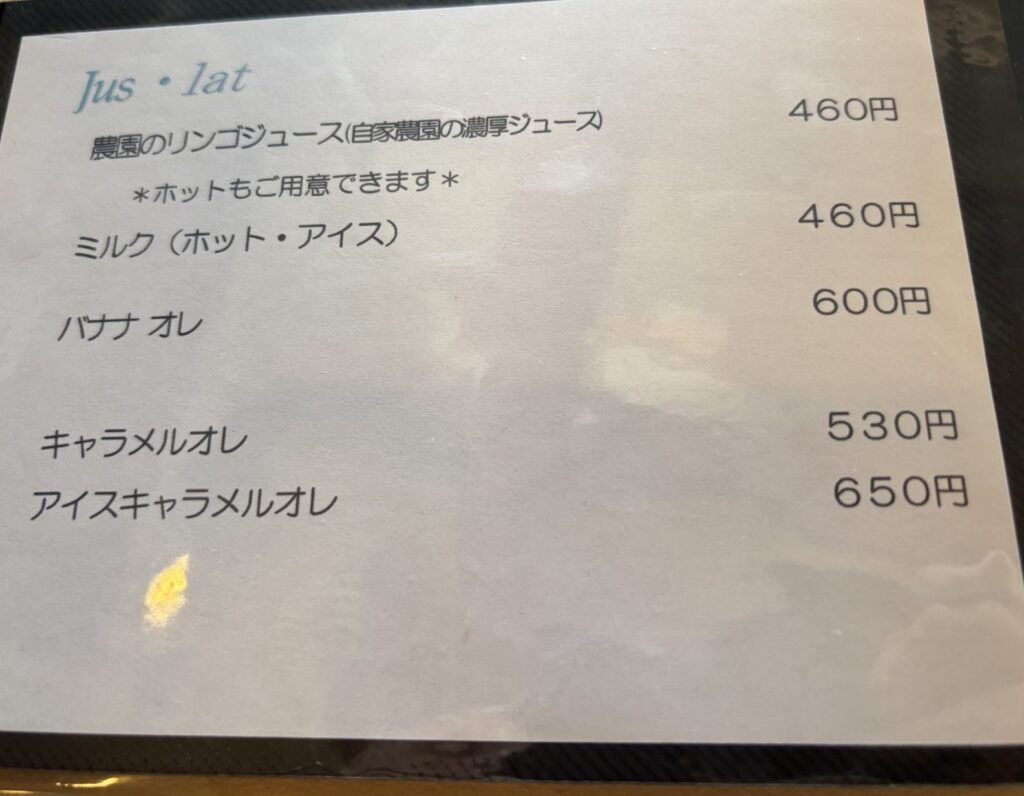 Jus・lat
農園のリンゴジュース(自家農園の濃厚ジュース) 460円
＊ホットもご用意できます＊
ミルク（ホット・アイス） 460円
バナナ オレ 600円
キャラメルオレ 530円
アイスキャラメルオレ 650円